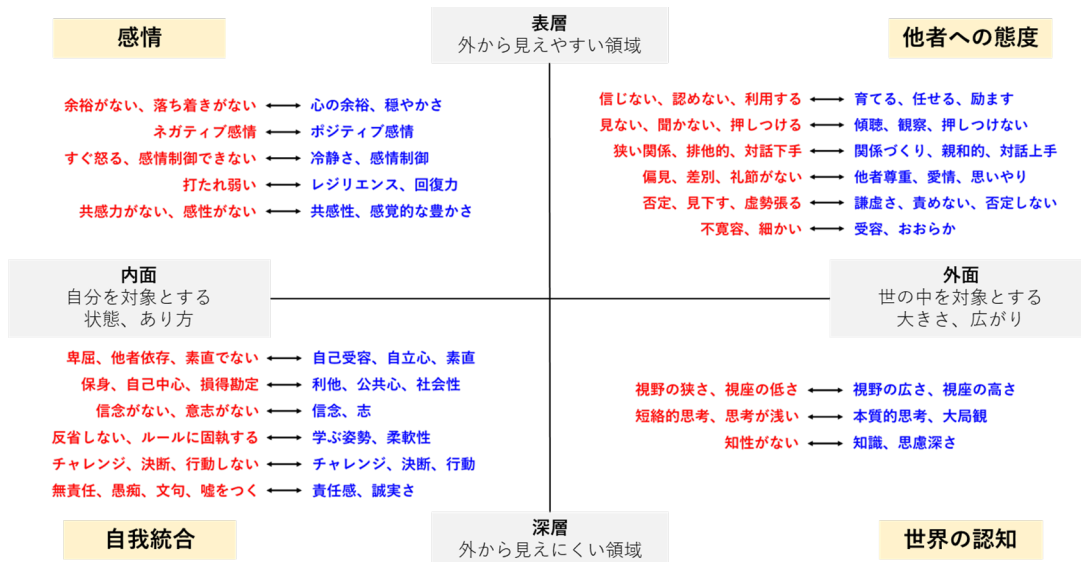 感情
表層
外から見えやすい領域
他者への態度
余裕がない、落ち着きがない ⟷ 心の余裕、穏やかさ
ネガティブ感情 ⟷ ポジティブ感情
すぐ怒る、感情制御できない ⟷ 冷静さ、感情制御
打たれ弱い ⟷ レジリエンス、回復力
共感力がない、感性がない ⟷ 共感性、感覚的な豊かさ
信じない、認めない、利用する ⟷ 育てる、任せる、励ます
見ない、聞かない、押しつける ⟷ 傾聴、観察、押しつけない
狭い関係、排他的、対話下手 ⟷ 関係づくり、親和的、対話上手
偏見、差別、礼節がない ⟷ 他者尊重、愛情、思いやり
否定、見下す、虚勢張る ⟷ 謙虚さ、責めない、否定しない
不寛容、細かい ⟷ 受容、おおらか
内面
自分を対象とする
状態、あり方
外面
世の中を対象とする
大きさ、広がり
卑屈、他者依存、素直でない ⟷ 自己受容、自立心、素直
保身、自己中心、損得勘定 ⟷ 利他、公共心、社会性
信念がない、意志がない ⟷ 信念、志
反省しない、ルールに固執する ⟷ 学ぶ姿勢、柔軟性
チャレンジ、決断、行動しない ⟷ チャレンジ、決断、行動
無責任、愚痴、文句、嘘をつく ⟷ 責任感、誠実さ
視野の狭さ、視座の低さ ⟷ 視野の広さ、視座の高さ
短絡的思考、思考が浅い ⟷ 本質的思考、大局観
知性がない ⟷ 知識、思慮深さ
自我統合
深層
外から見えにくい領域
世界の認知